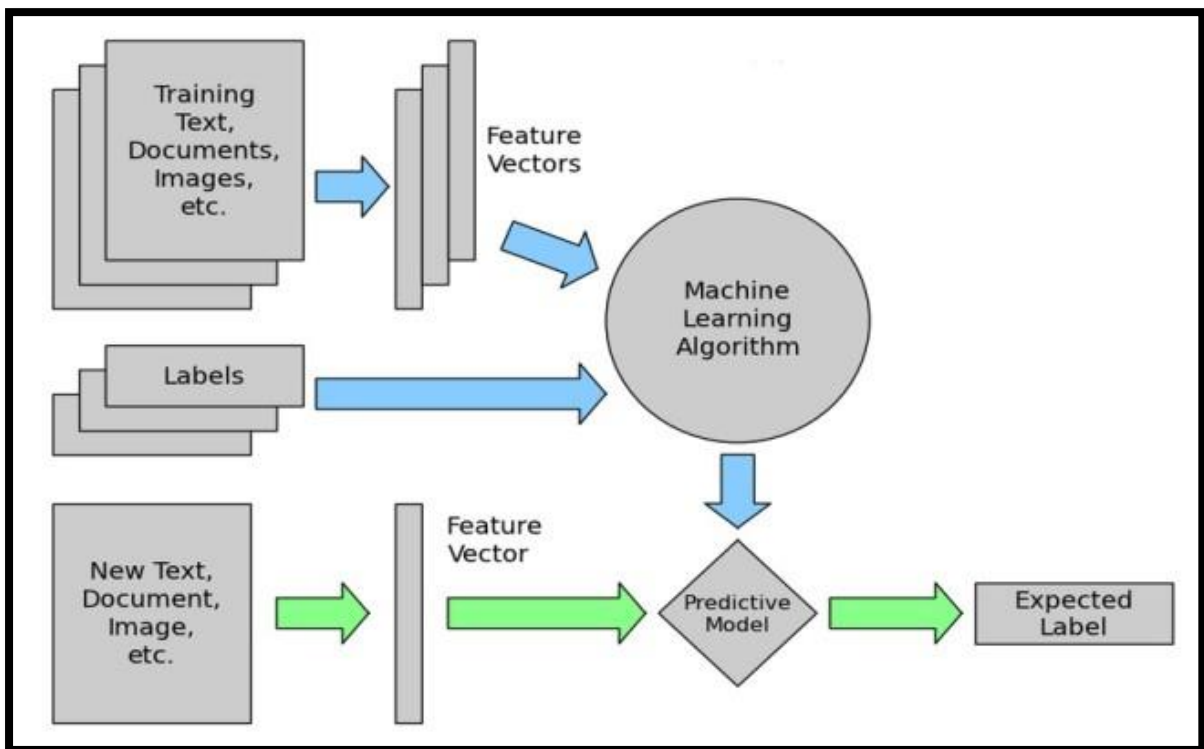 Training
Text,
Documents,
Images,
etc.
Feature
Vectors
Machine
Learning
Algorithm
Labels
New Text,
Document,
Image,
etc.
Feature
Vector
Predictive
Model
Expected
Label